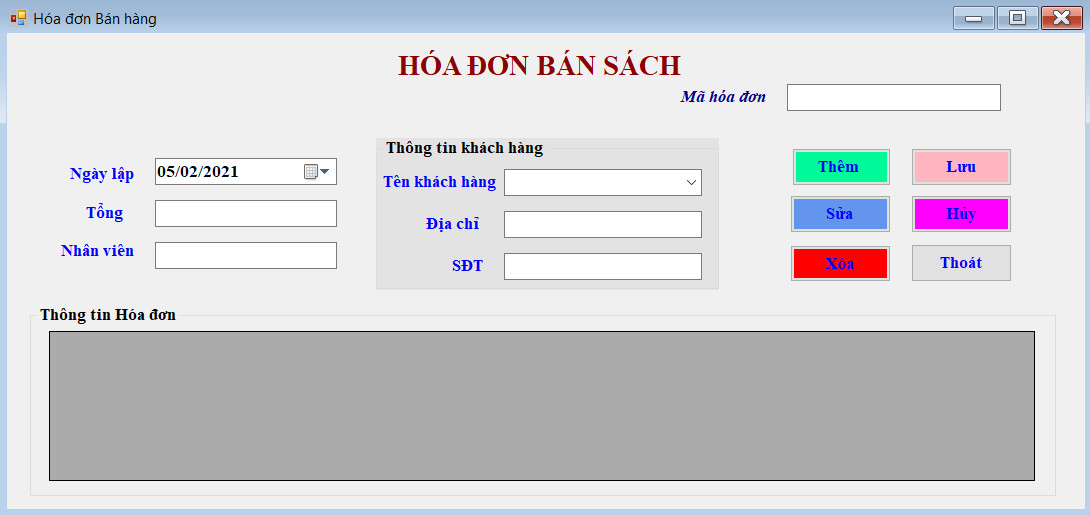 Hóa đơn Bán hàng
HÓA ĐƠN BÁN SÁCH
Mã hóa đơn
Ngày lập
05/02/2021
Tổng
Nhân viên
Thông tin khách hàng
Tên khách hàng
Địa chỉ
SĐT
Thêm
Lưu
Sửa
Hủy
Xóa
Thoát
Thông tin Hóa đơn